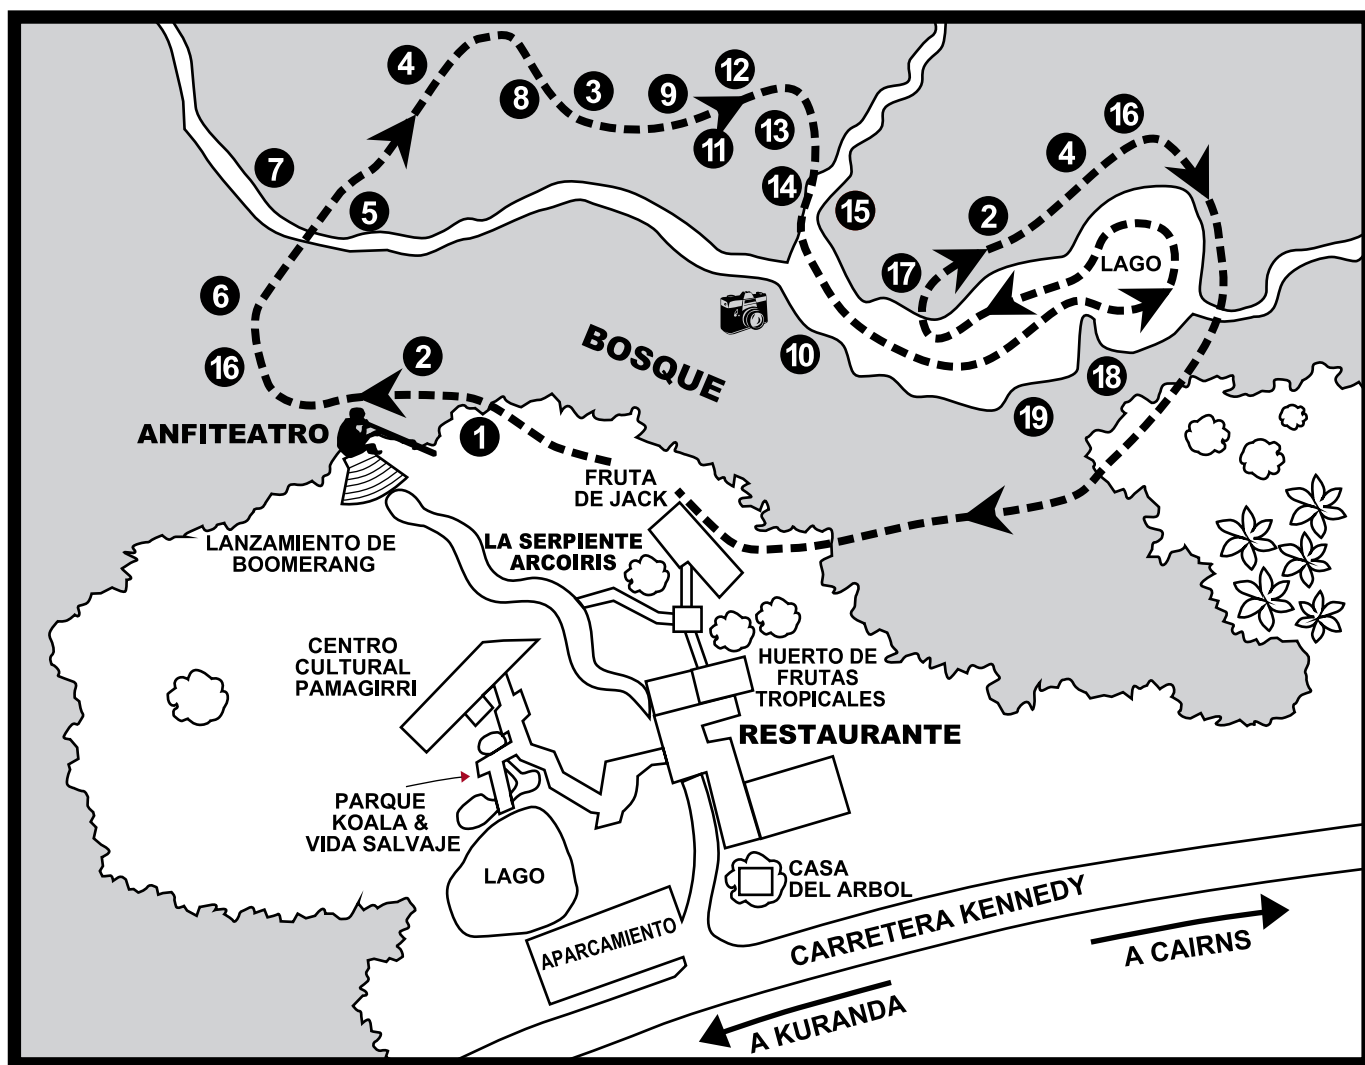 4
12
16
8
3
9
11
13
7
14
4
5
15
2
17
LAGO
6
10
BOSQUE
16
2
18
19
ANFITEATRO
1
FRUTA
DE JACK
LANZAMIENTO DE
BOOMERANG
LA SERPIENTE
ARCOIRIS
CENTRO
CULTURAL
PAMAGIRRI
HUERTO DE
FRUTAS
TROPICALES
RESTAURANTE
PARQUE
KOALA &
VIDA SALVAJE
LAGO
CASA
DEL ARBOL
APARCAMIENTO
CARRETERA KENNEDY
A CAIRNS
A KURANDA